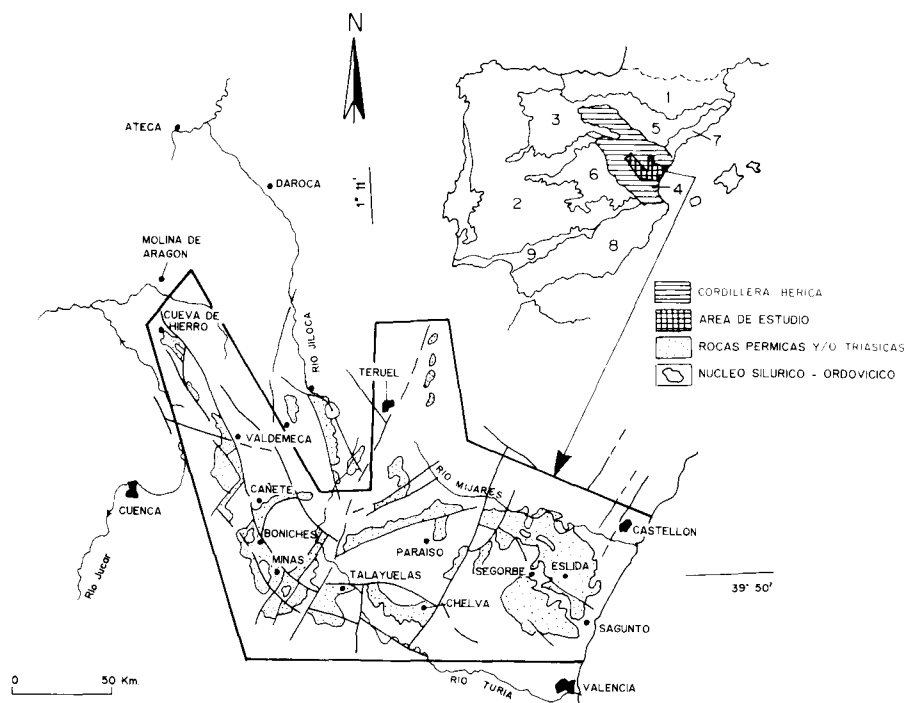 N
ATECA
DAROCA
1° 11'
MOLINA DE
ARAGON
CUEVA DE
HIERRO
RIO JILOCA
TERUEL
VALDEMECA
CAÑETE
CUENCA
BONICHES
MINAS
Rio Jucar
TALAYUELAS
PARAISO
CHELVA
RIO MIJARES
SEGORBE
ESLIDA
CASTELLON
39° 50'
SAGUNTO
RIO TURIA
VALENCIA
0 50 Km.
1
2
3
4
5
6
7
8
9
CORDILLERA IBERICA
AREA DE ESTUDIO
ROCAS PERMICAS Y/O TRIASICAS
NUCLEO SILURICO - ORDOVICICO